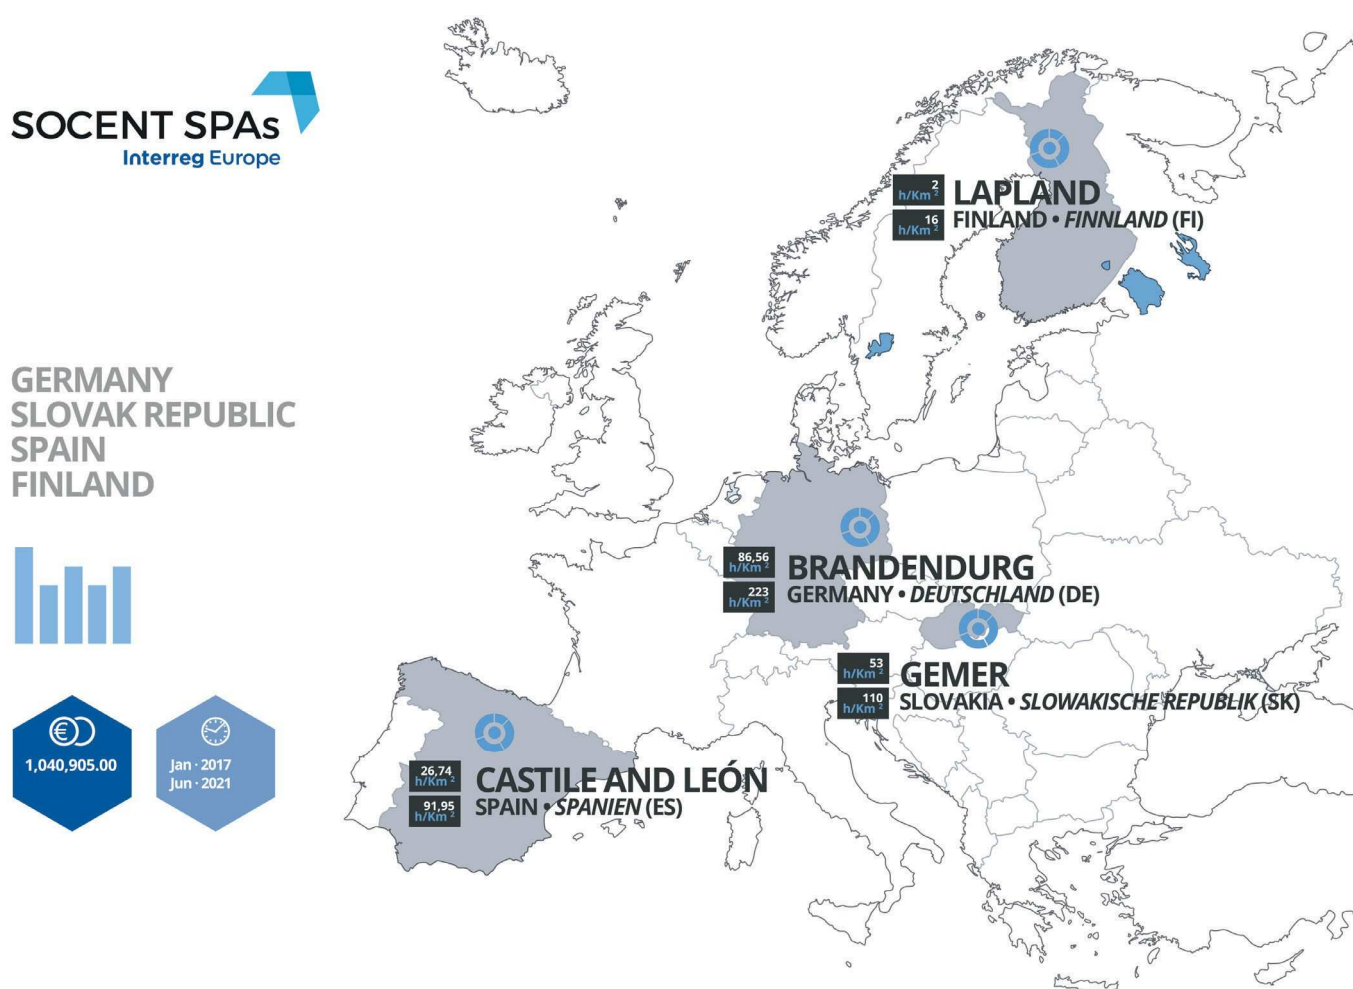 SOCENT SPAs
Interreg Europe
GERMANY
SLOVAK REPUBLIC
SPAIN
FINLAND
1,040,905.00
Jan · 2017
Jun · 2021
2
h/Km ²
16
h/Km ²
LAPLAND
FINLAND • FINNLAND (FI)
86,56
h/Km ²
223
h/Km ²
BRANDENDURG
GERMANY • DEUTSCHLAND (DE)
53
h/Km ²
110
h/Km ²
GEMER
SLOVAKIA • SLOWAKISCHE REPUBLIK (SK)
26,74
h/Km ²
91,95
h/Km ²
CASTILE AND LEÓN
SPAIN • SPANIEN (ES)